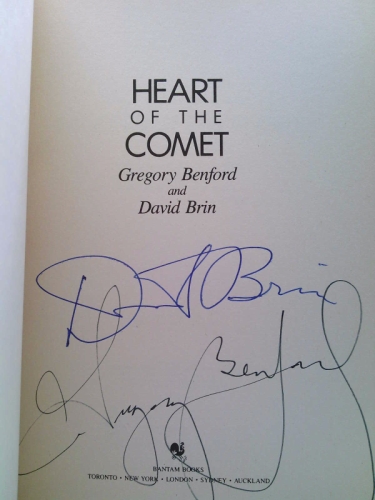 HEART
OF THE
COMET
Gregory Benford
and
David Brin
David Brin
Gregory Benford
BANTAM BOOKS
TORONTO • NEW YORK • LONDON • SYDNEY • AUCKLAND